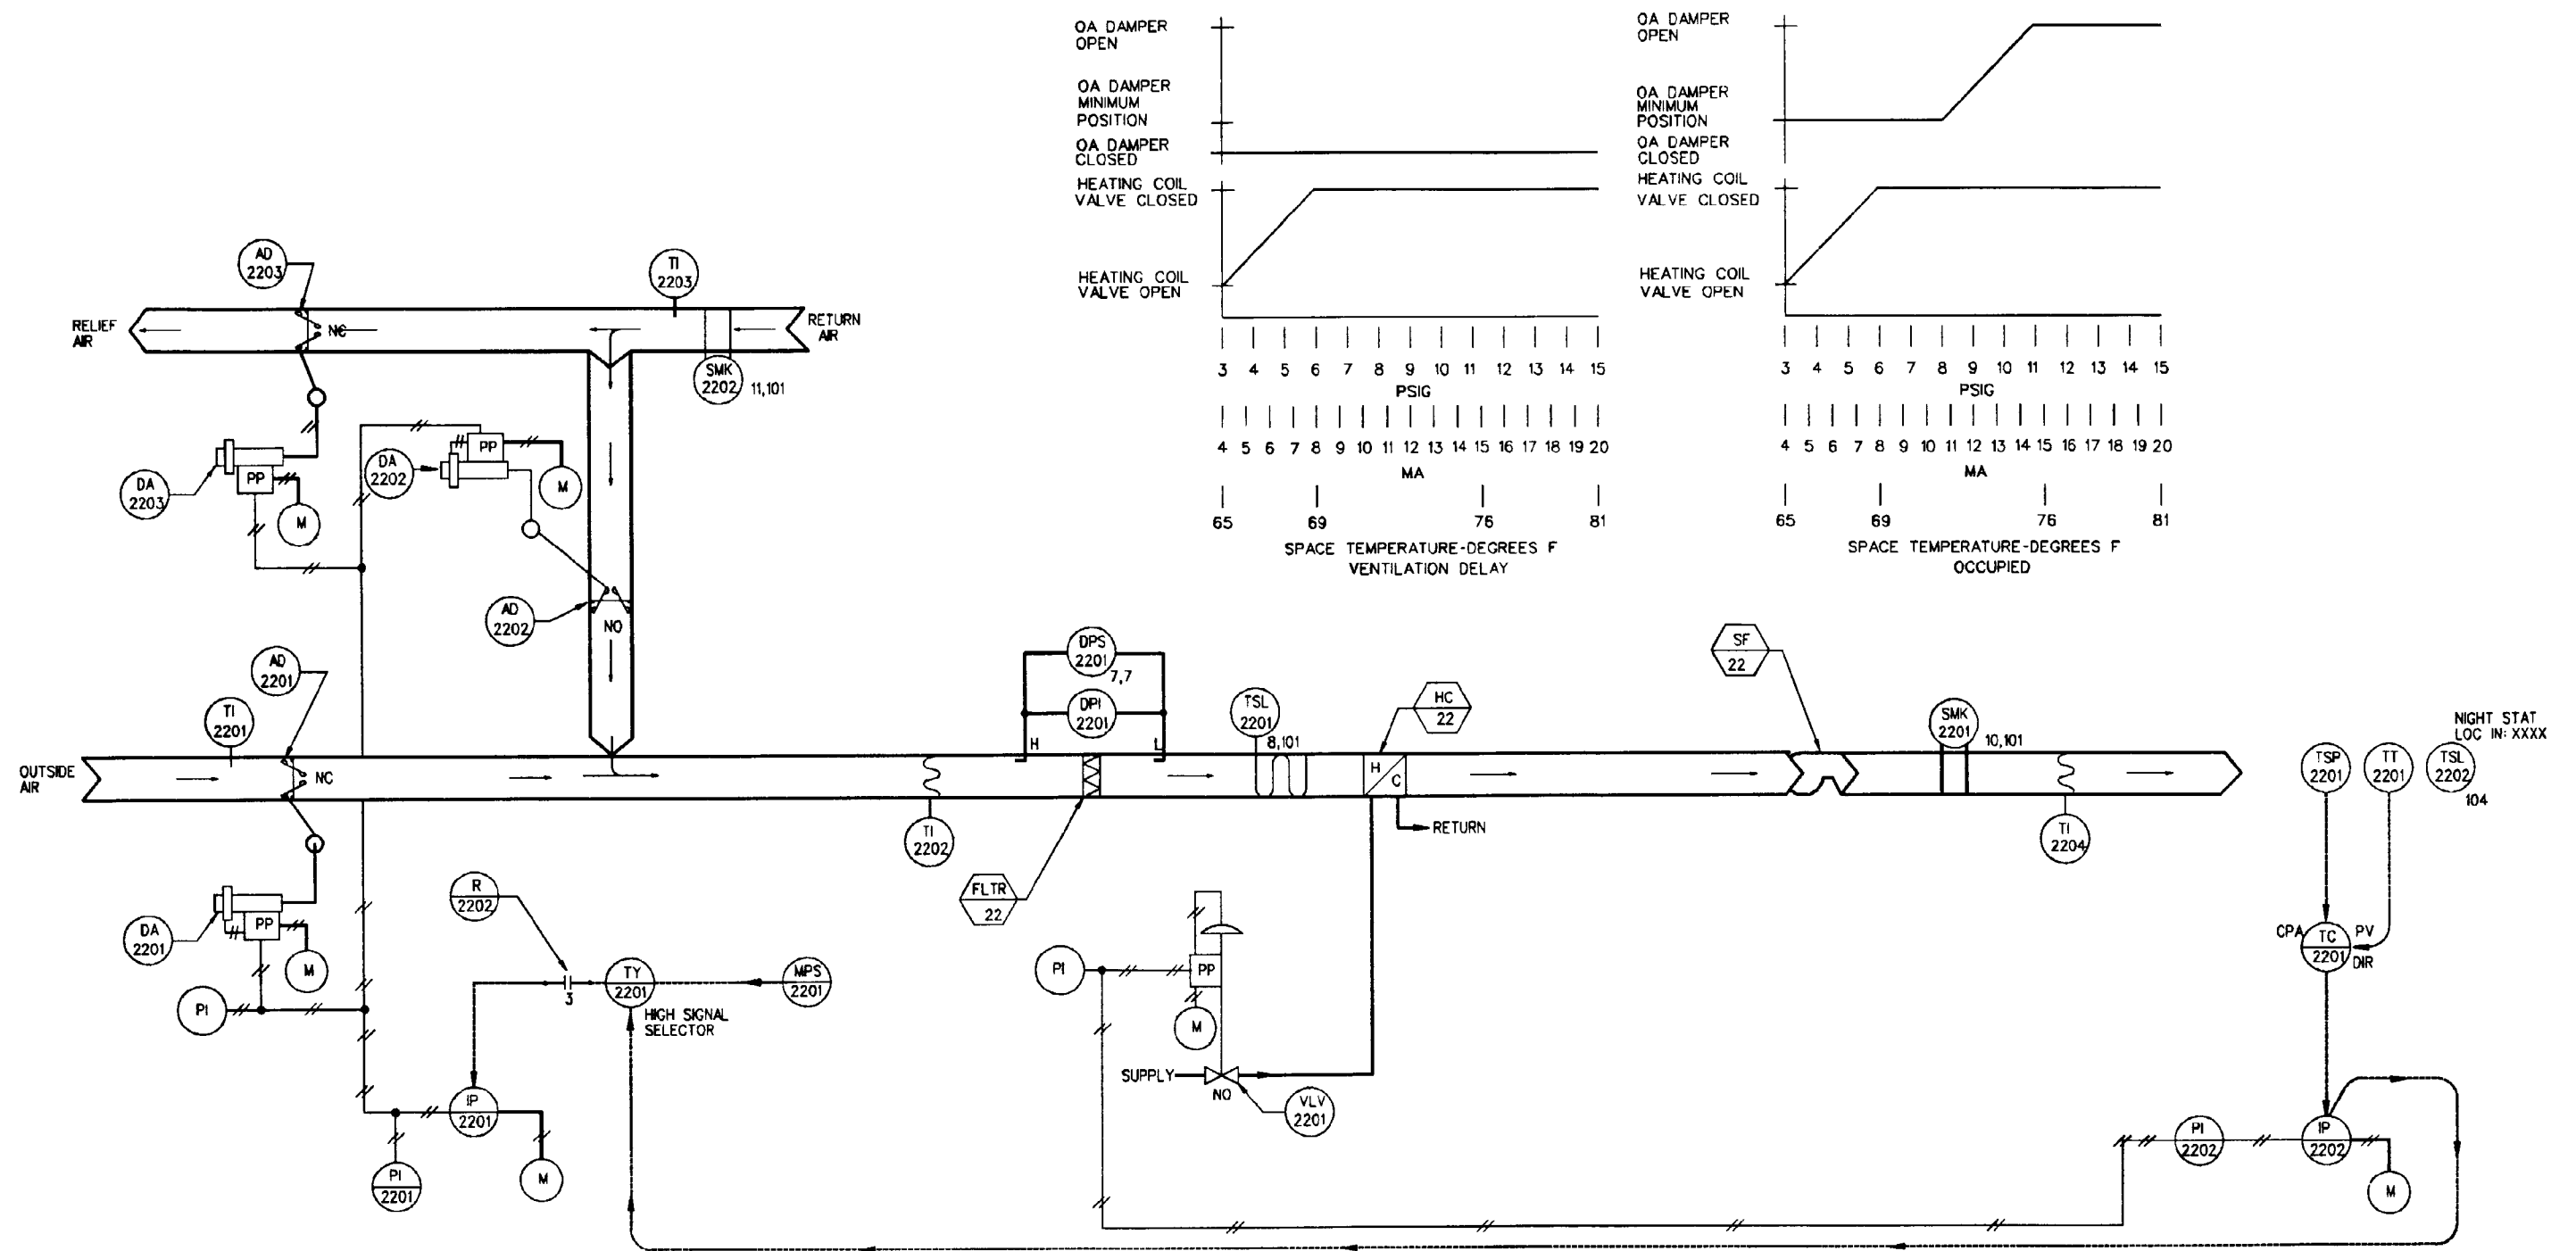 OA DAMPER
OPEN
OA DAMPER
MINIMUM
POSITION
OA DAMPER
CLOSED
HEATING COIL
VALVE CLOSED
HEATING COIL
VALVE OPEN
3 4 5 6 7 8 9 10 11 12 13 14 15
PSIG
4 5 6 7 8 9 10 11 12 13 14 15 16 17 18 19 20
MA
65 69 76 81
SPACE TEMPERATURE-DEGREES F
VENTILATION DELAY
OA DAMPER
OPEN
OA DAMPER
MINIMUM
POSITION
OA DAMPER
CLOSED
HEATING COIL
VALVE CLOSED
HEATING COIL
VALVE OPEN
3 4 5 6 7 8 9 10 11 12 13 14 15
PSIG
4 5 6 7 8 9 10 11 12 13 14 15 16 17 18 19 20
MA
65 69 76 81
SPACE TEMPERATURE-DEGREES F
OCCUPIED
AD
2203
TI
2203
RELIEF
AIR
NC
RETURN
AIR
SMK
2202
11,101
PP
DA
2202
M
DA
2203
PP
M
AD
2202
NO
AD
2201
TI
2201
OUTSIDE
AIR
NC
DPS
2201
7,7
DPI
2201
H
L
TSL
2201
8,101
HC
22
H
C
RETURN
SF
22
SMK
2201
10,101
NIGHT STAT
LOC IN: XXXX
TSP
2201
TT
2201
TSL
2202
104
TI
2202
TI
2204
FLTR
22
DA
2201
PP
M
PI
R
2202
3
TY
2201
HIGH SIGNAL
SELECTOR
MPS
2201
PI
PP
M
SUPPLY
NO
VLV
2201
CPA
TC
2201
PV
DIR
IP
2201
M
PI
2201
PI
2202
IP
2202
M